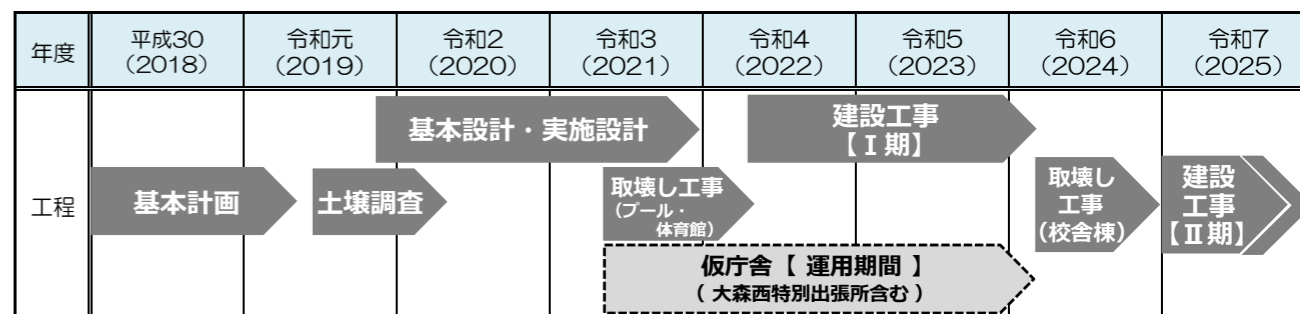 年度
平成30
（2018）
令和元
（2019）
令和2
（2020）
令和3
（2021）
令和4
（2022）
令和5
（2023）
令和6
（2024）
令和7
（2025）
工程
基本設計・実施設計
建設工事
【Ⅰ期】
基本計画
土壌調査
取壊し工事
（プール・
体育館）
取壊し
工事
（校舎棟）
建設
工事
【Ⅱ期】
仮庁舎【 運用期間 】
（ 大森西特別出張所含む ）